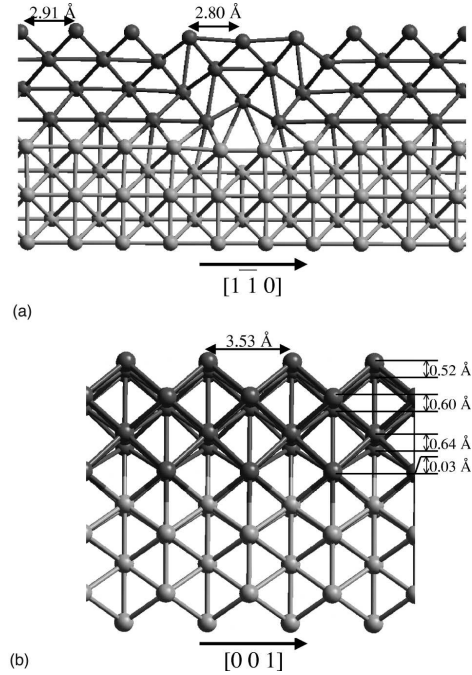 2.91 Å
2.80 Å
[1 1̅ 0]
(a)
3.53 Å
0.52 Å
0.60 Å
0.64 Å
0.03 Å
[0 0 1]
(b)